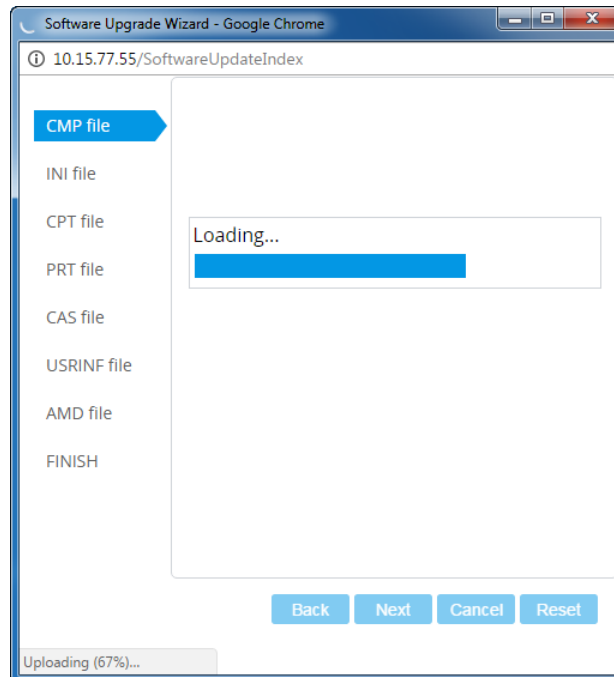 Software Upgrade Wizard - Google Chrome
10.15.77.55/SoftwareUpdateIndex
CMP file
INI file
CPT file
PRT file
CAS file
USRINF file
AMD file
FINISH
Loading...
Back Next Cancel Reset
Uploading (67%)...